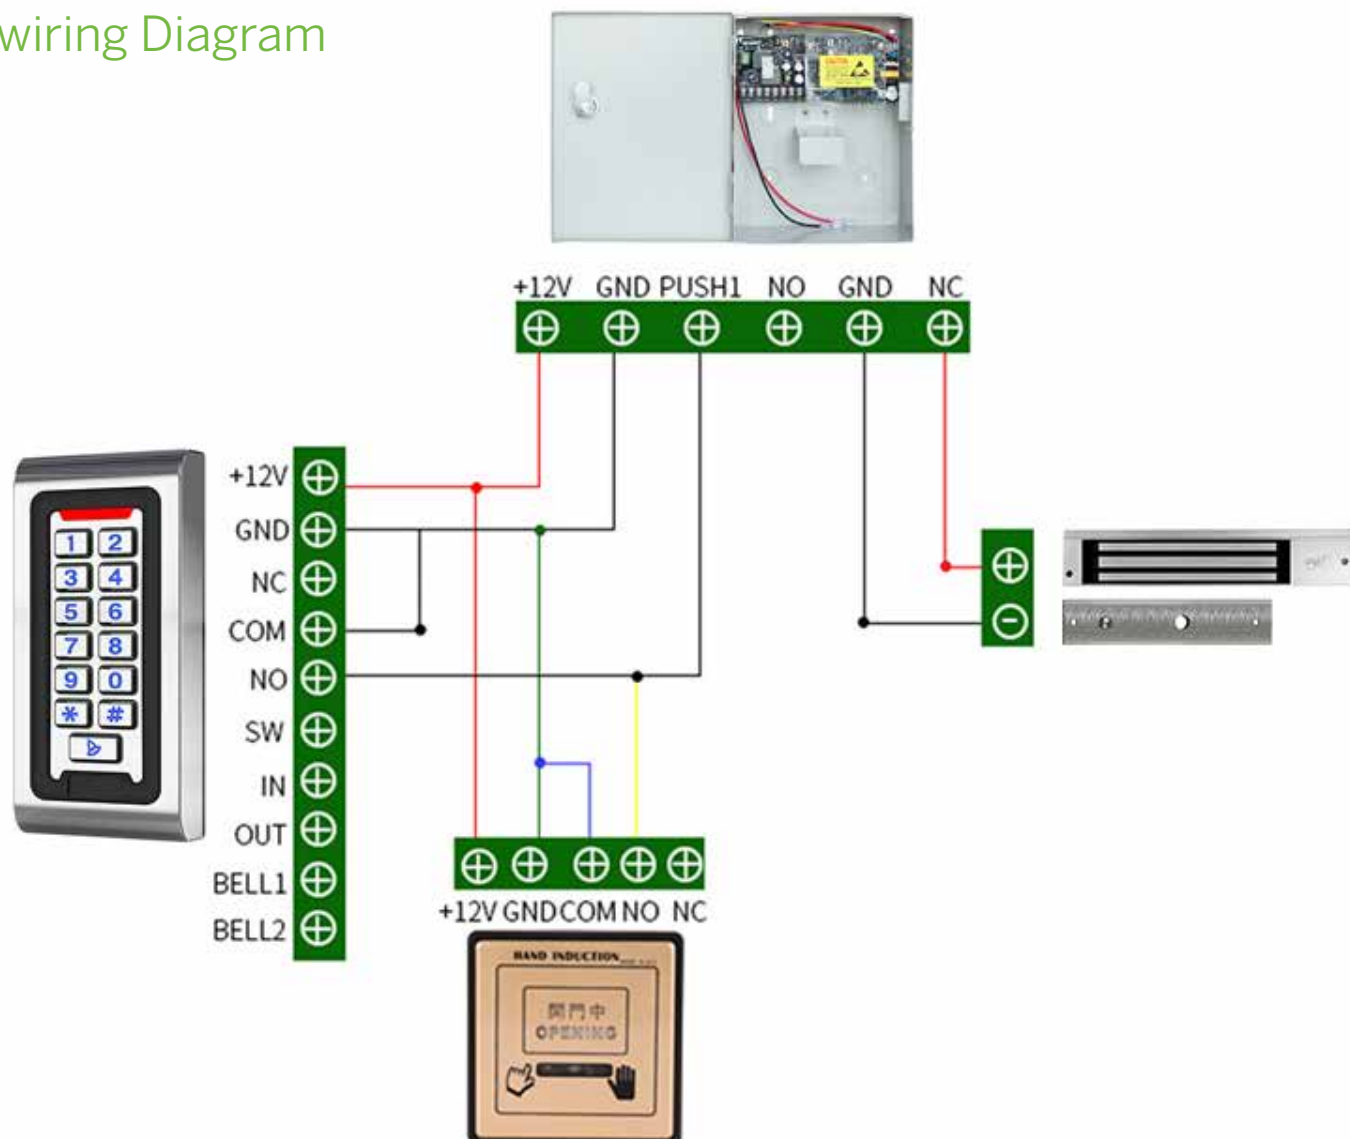 wiring Diagram
+12V GND PUSH1 NO GND NC
+12V
GND
NC
COM
NO
SW
IN
OUT
BELL1
BELL2
1 2
3 4
5 6
7 8
9 0
* #
+12V GND COM NO NC
HAND INDUCTION
開門中
OPENING